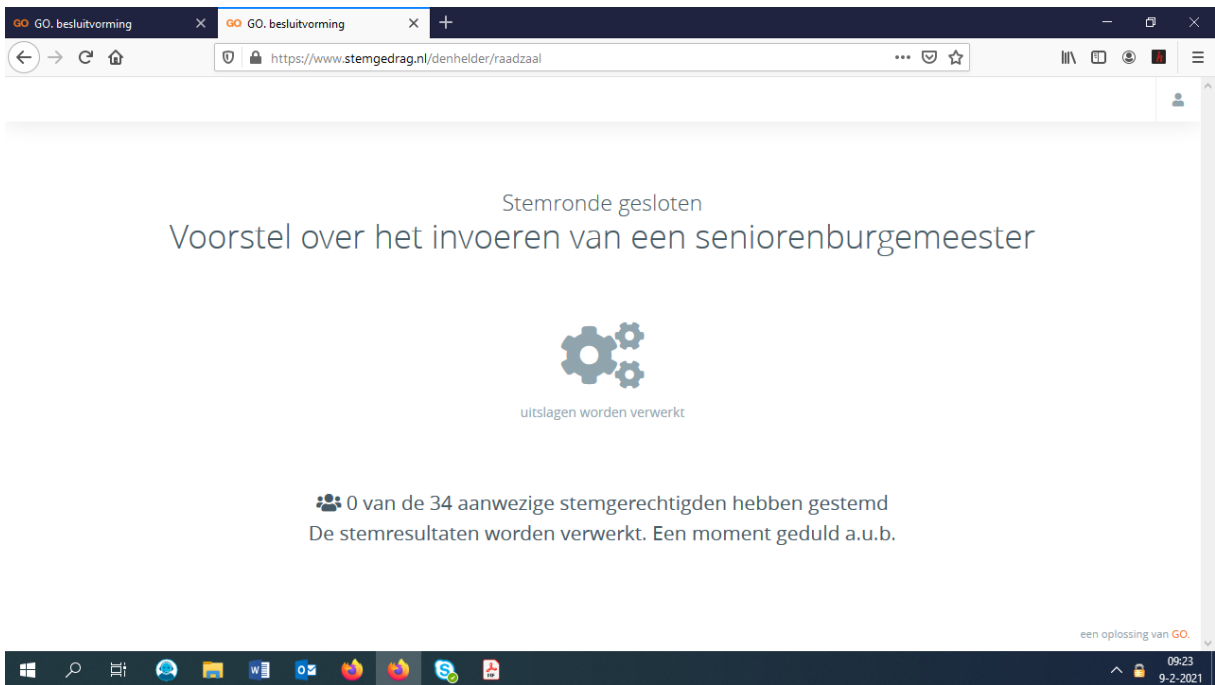 GO GO. besluitvorming
GO GO. besluitvorming
https://www.stemgedrag.nl/denhelder/raadzaal
Stemronde gesloten
Voorstel over het invoeren van een seniorenburgemeester
uitslagen worden verwerkt
0 van de 34 aanwezige stemgerechtigden hebben gestemd
De stemresultaten worden verwerkt. Een moment geduld a.u.b.
een oplossing van GO.
09:23
9-2-2021